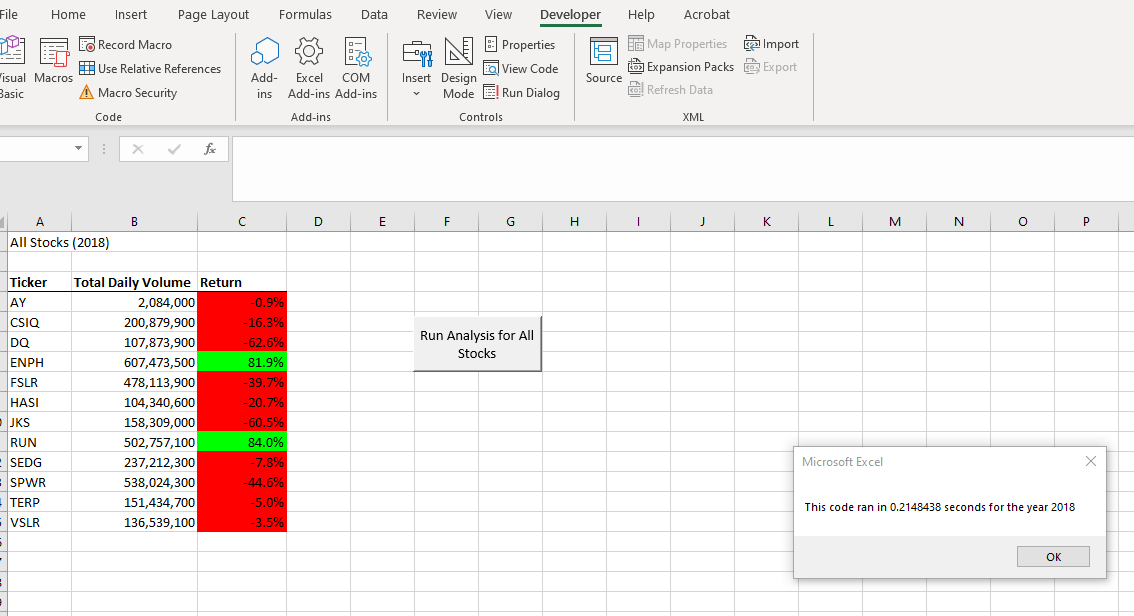 File Home Insert Page Layout Formulas Data Review View Developer Help Acrobat
Visual Basic
Macros
Record Macro
Use Relative References
Macro Security
Code
Add-ins
Excel Add-ins
COM Add-ins
Add-ins
Insert
Design Mode
Properties
View Code
Run Dialog
Controls
Source
Map Properties
Expansion Packs
Refresh Data
Import
Export
XML
fx
A B C D E F G H I J K L M N O P
All Stocks (2018)
Ticker Total Daily Volume Return
AY 2,084,000 -0.9%
CSIQ 200,879,900 -16.3%
DQ 107,873,900 -62.6%
ENPH 607,473,500 81.9%
FSLR 478,113,900 -39.7%
HASI 104,340,600 -20.7%
JKS 158,309,000 -60.5%
RUN 502,757,100 84.0%
SEDG 237,212,300 -7.8%
SPWR 538,024,300 -44.6%
TERP 151,434,700 -5.0%
VSLR 136,539,100 -3.5%
Run Analysis for All
Stocks
Microsoft Excel
This code ran in 0.2148438 seconds for the year 2018
OK